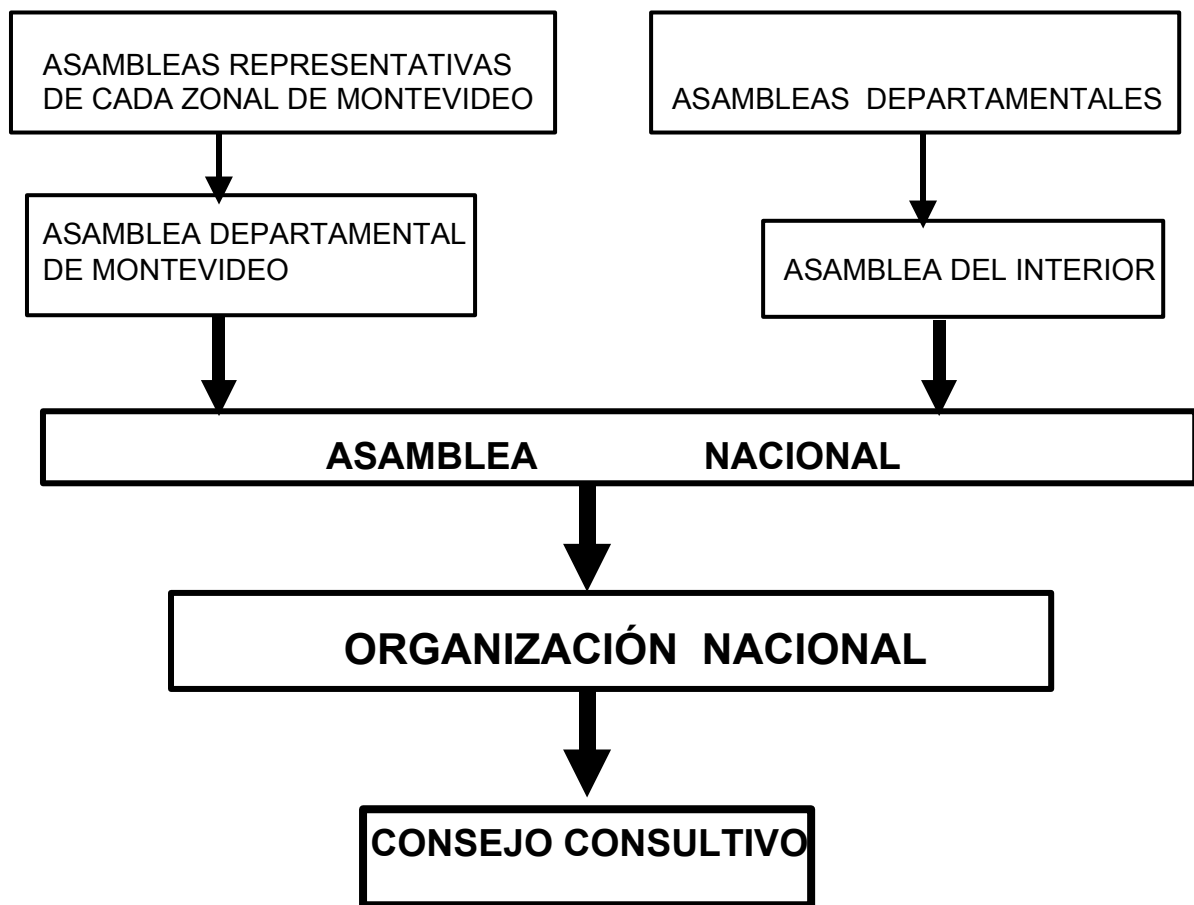 ASAMBLEAS REPRESENTATIVAS
DE CADA ZONAL DE MONTEVIDEO
ASAMBLEAS DEPARTAMENTALES
ASAMBLEA DEPARTAMENTAL
DE MONTEVIDEO
ASAMBLEA DEL INTERIOR
ASAMBLEA NACIONAL
ORGANIZACIÓN NACIONAL
CONSEJO CONSULTIVO